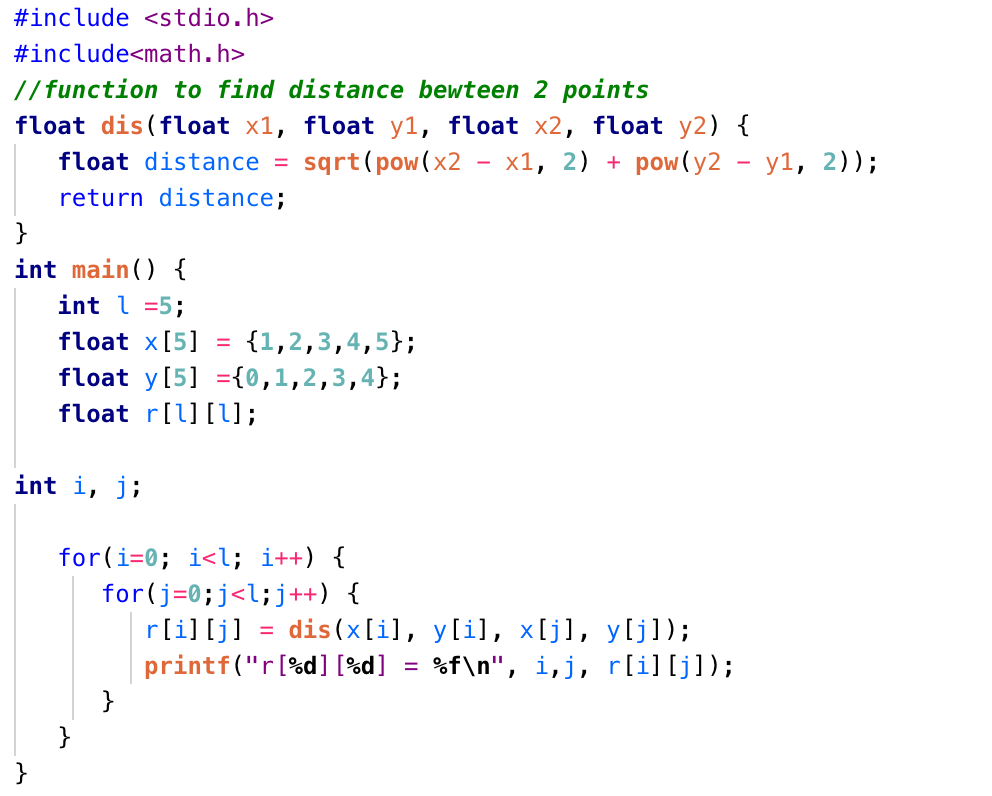 #include <stdio.h>
#include<math.h>
//function to find distance bewteen 2 points
float dis(float x1, float y1, float x2, float y2) {
   float distance = sqrt(pow(x2 - x1, 2) + pow(y2 - y1, 2));
   return distance;
}
int main() {
   int l =5;
   float x[5] = {1,2,3,4,5};
   float y[5] ={0,1,2,3,4};
   float r[l][l];
int i, j;
   for(i=0; i<l; i++) {
      for(j=0;j<l;j++) {
         r[i][j] = dis(x[i], y[i], x[j], y[j]);
         printf("r[%d][%d] = %f\n", i,j, r[i][j]);
      }
   }
}